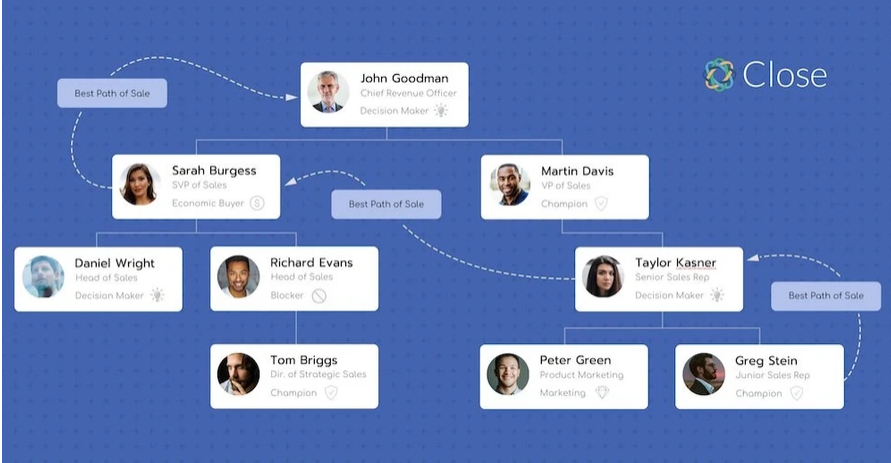 John Goodman
Chief Revenue Officer
Decision Maker
Close
Best Path of Sale
Sarah Burgess
SVP of Sales
Economic Buyer
Martin Davis
VP of Sales
Champion
Best Path of Sale
Daniel Wright
Head of Sales
Decision Maker
Richard Evans
Head of Sales
Blocker
Taylor Kasner
Senior Sales Rep
Decision Maker
Best Path of Sale
Tom Briggs
Dir. of Strategic Sales
Champion
Peter Green
Product Marketing
Marketing
Greg Stein
Junior Sales Rep
Champion